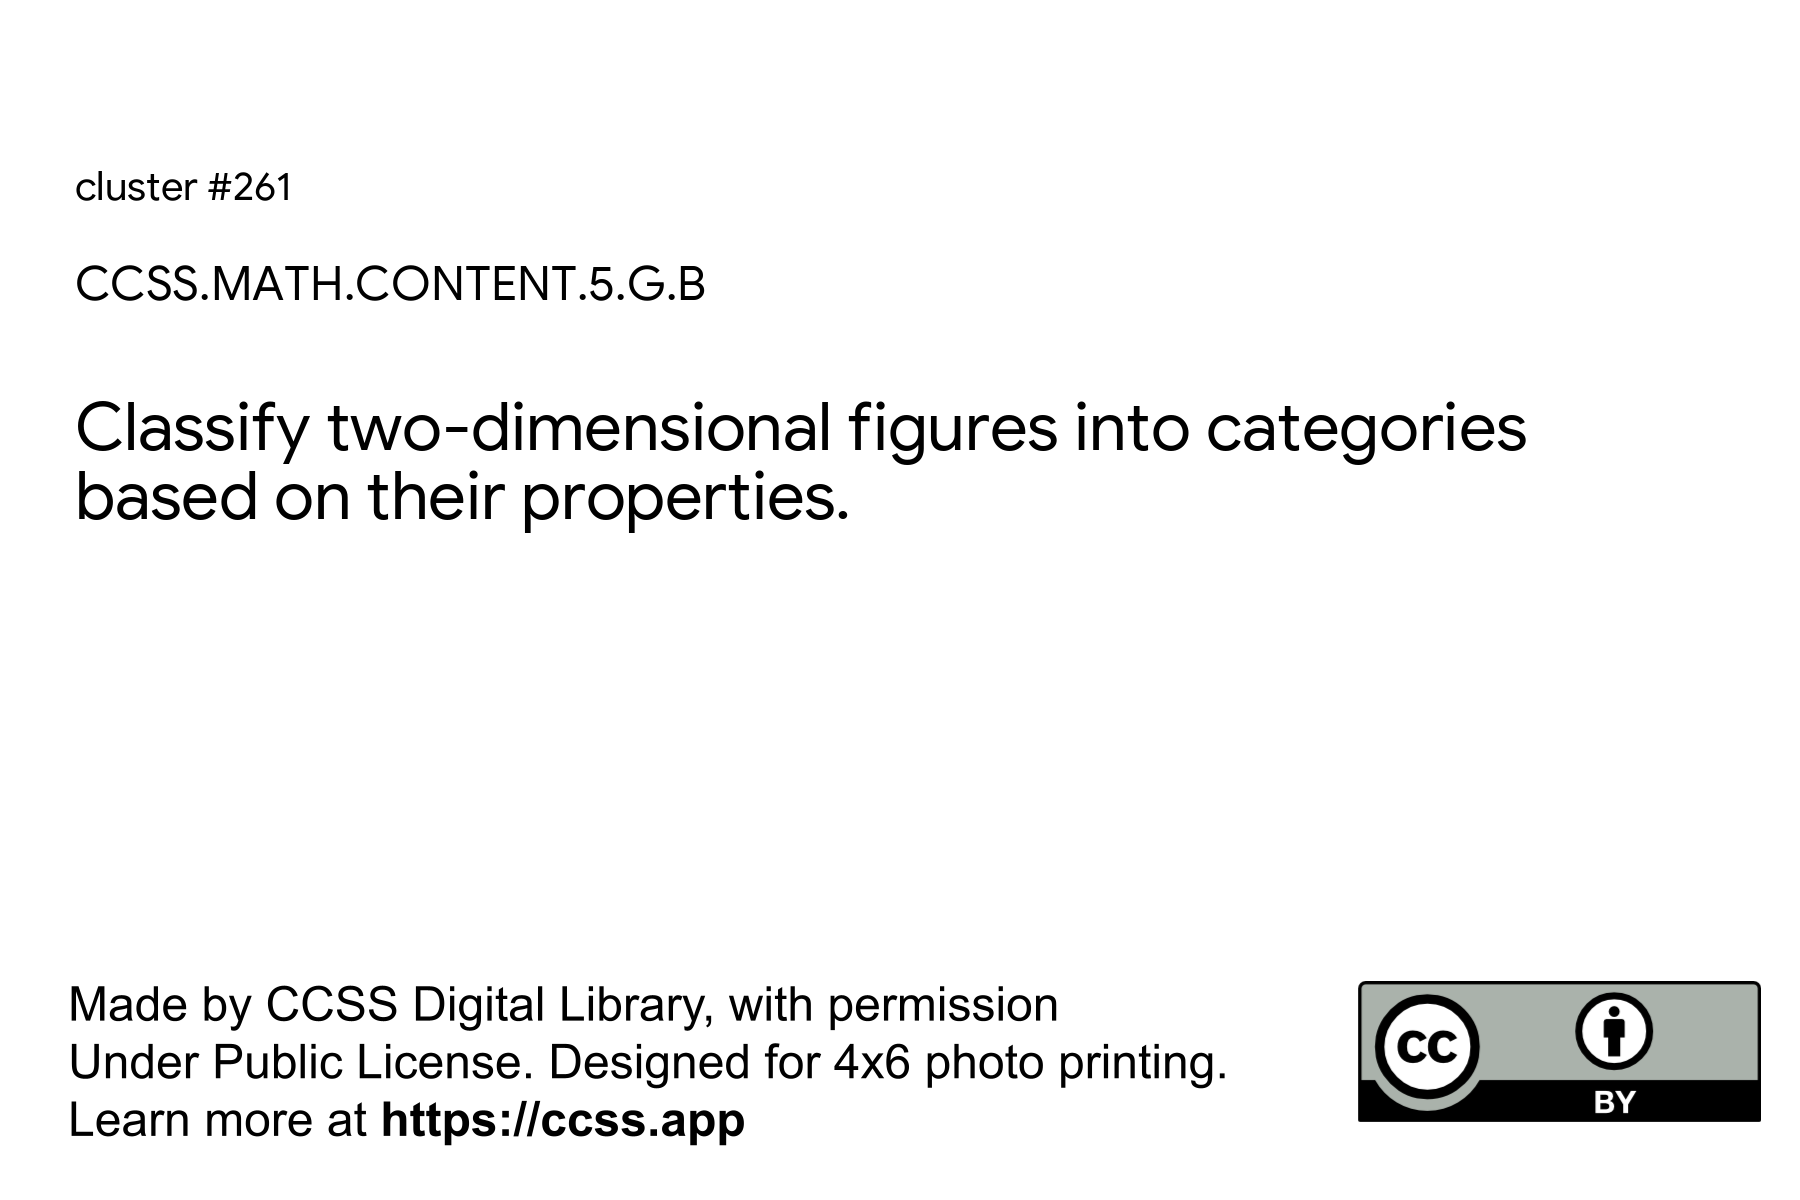 cluster #261
CCSS.MATH.CONTENT.5.G.B
Classify two-dimensional figures into categories
based on their properties.
Made by CCSS Digital Library, with permission
Under Public License. Designed for 4x6 photo printing.
Learn more at https://ccss.app
CC
BY